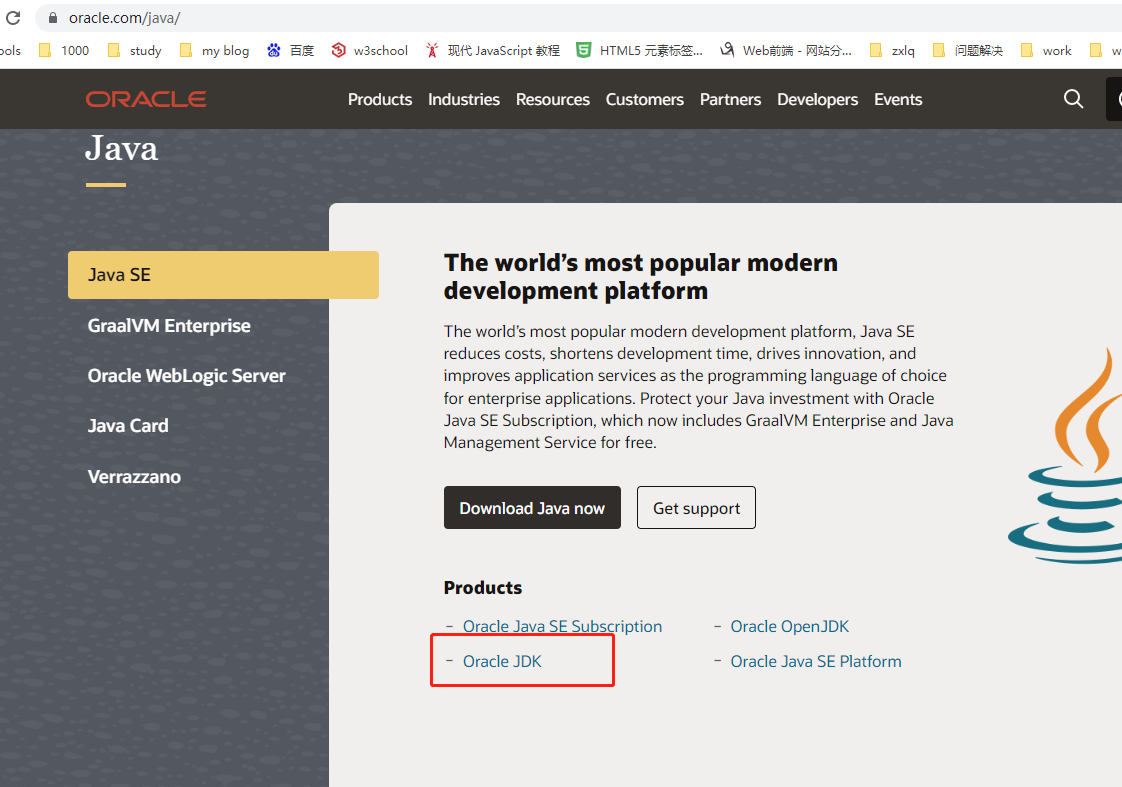 oracle.com/java/
ools 1000 study my blog 百度 w3school 现代 JavaScript 教程 HTML5 元素标签... Web前端 - 网站分... zxlq 问题解决 work w
ORACLE Products Industries Resources Customers Partners Developers Events
Java
Java SE
GraalVM Enterprise
Oracle WebLogic Server
Java Card
Verrazzano
The world’s most popular modern
development platform
The world’s most popular modern development platform, Java SE
reduces costs, shortens development time, drives innovation, and
improves application services as the programming language of choice
for enterprise applications. Protect your Java investment with Oracle
Java SE Subscription, which now includes GraalVM Enterprise and Java
Management Service for free.
Download Java now Get support
Products
– Oracle Java SE Subscription – Oracle OpenJDK
– Oracle JDK – Oracle Java SE Platform